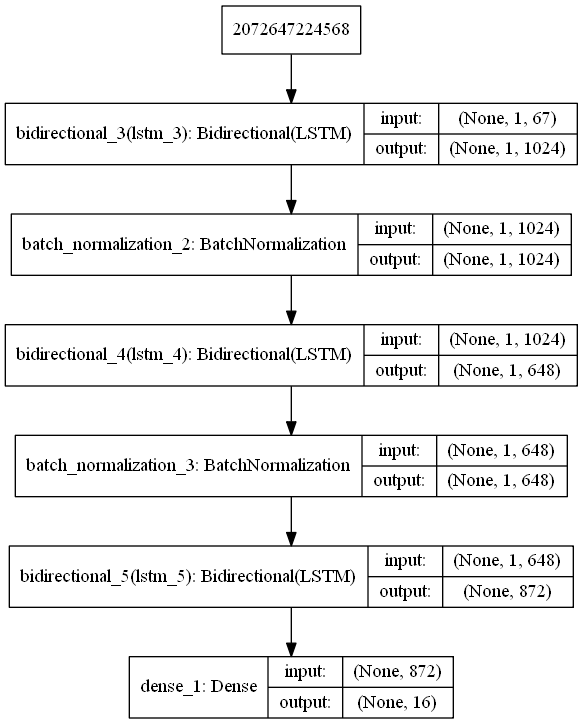 2072647224568
bidirectional_3(lstm_3): Bidirectional(LSTM)
input: (None, 1, 67)
output: (None, 1, 1024)
batch_normalization_2: BatchNormalization
input: (None, 1, 1024)
output: (None, 1, 1024)
bidirectional_4(lstm_4): Bidirectional(LSTM)
input: (None, 1, 1024)
output: (None, 1, 648)
batch_normalization_3: BatchNormalization
input: (None, 1, 648)
output: (None, 1, 648)
bidirectional_5(lstm_5): Bidirectional(LSTM)
input: (None, 1, 648)
output: (None, 872)
dense_1: Dense
input: (None, 872)
output: (None, 16)